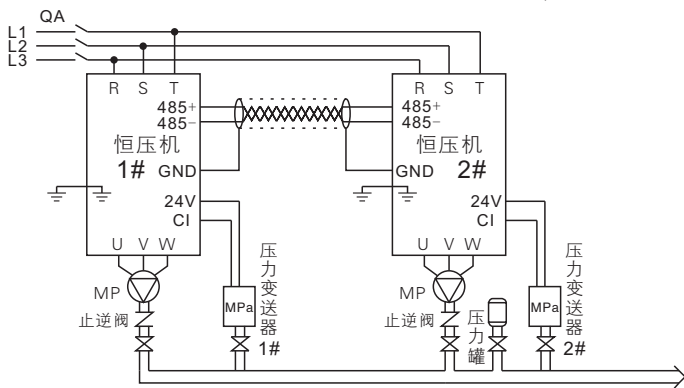 QA
L1
L2
L3
R S T
R S T
485+
485-
恒压机
1#
GND
24V
CI
U V W
485+
485-
恒压机
2#
GND
24V
CI
U V W
MP
止逆阀
MPa
压力变送器
1#
MP
止逆阀
压力罐
MPa
压力变送器
2#